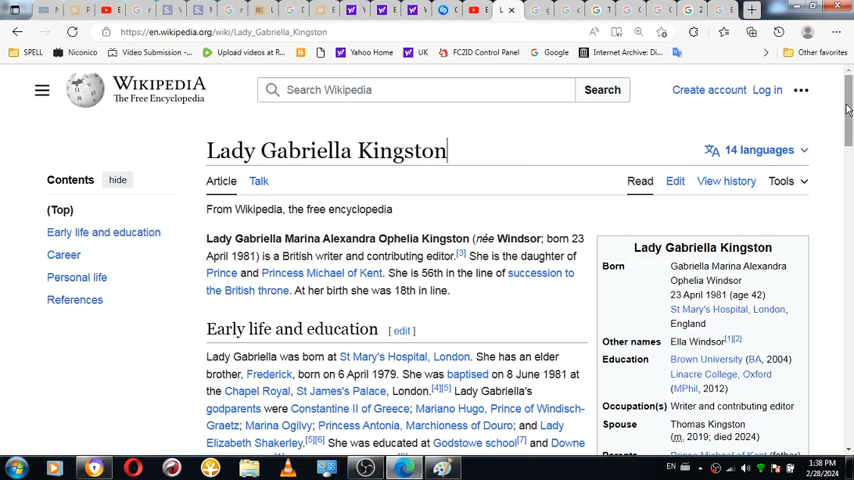 https://en.wikipedia.org/wiki/Lady_Gabriella_Kingston
SPELL Niconico Video Submission -... Upload videos at R... Yahoo Home UK FC2ID Control Panel Google Internet Archive: Di... Other favorites
WIKIPEDIA
The Free Encyclopedia
Search Wikipedia Search Create account Log in
Lady Gabriella Kingston
14 languages
Contents hide
Article Talk Read Edit View history Tools
(Top)
Early life and education
Career
Personal life
References
From Wikipedia, the free encyclopedia
Lady Gabriella Marina Alexandra Ophelia Kingston (née Windsor; born 23
April 1981) is a British writer and contributing editor.[3] She is the daughter of
Prince and Princess Michael of Kent. She is 56th in the line of succession to
the British throne. At her birth she was 18th in line.
Early life and education [ edit ]
Lady Gabriella was born at St Mary's Hospital, London. She has an elder
brother, Frederick, born on 6 April 1979. She was baptised on 8 June 1981 at
the Chapel Royal, St James's Palace, London.[4][5] Lady Gabriella's
godparents were Constantine II of Greece; Mariano Hugo, Prince of Windisch-
Graetz; Marina Ogilvy; Princess Antonia, Marchioness of Douro; and Lady
Elizabeth Shakerley.[5][6] She was educated at Godstowe school[7] and Downe
Lady Gabriella Kingston
Born Gabriella Marina Alexandra
Ophelia Windsor
23 April 1981 (age 42)
St Mary's Hospital, London,
England
Other names Ella Windsor[1][2]
Education Brown University (BA, 2004)
Linacre College, Oxford
(MPhil, 2012)
Occupation(s) Writer and contributing editor
Spouse Thomas Kingston
(m. 2019; died 2024)
EN
1:38 PM
2/28/2024